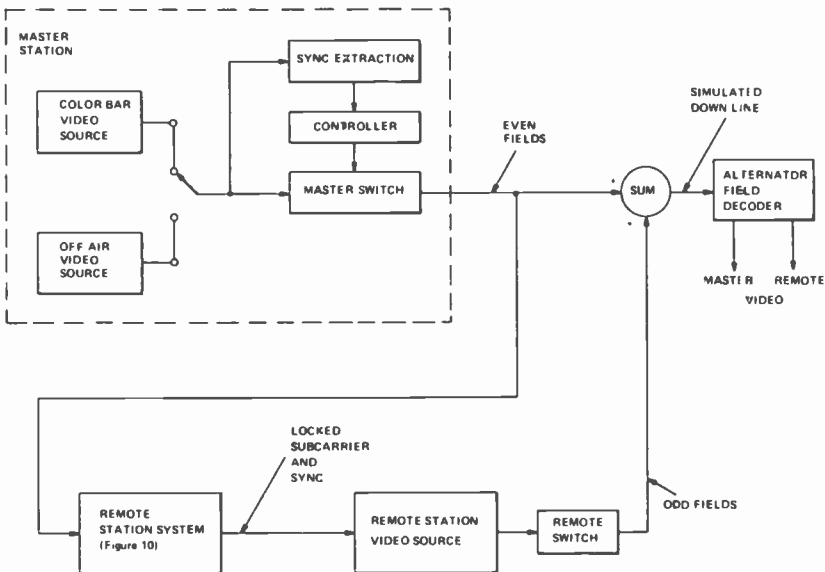 MASTER
STATION
SYNC EXTRACTION
COLOR BAR
VIDEO
SOURCE
CONTROLLER
MASTER SWITCH
OFF AIR
VIDEO
SOURCE
EVEN
FIELDS
SIMULATED
DOWN LINE
SUM
ALTERNATOR
FIELD
DECODER
MASTER REMOTE
VIDEO
LOCKED
SUBCARRIER
AND
SYNC
ODD FIELDS
REMOTE
STATION SYSTEM
(Figure 10)
REMOTE STATION
VIDEO SOURCE
REMOTE
SWITCH